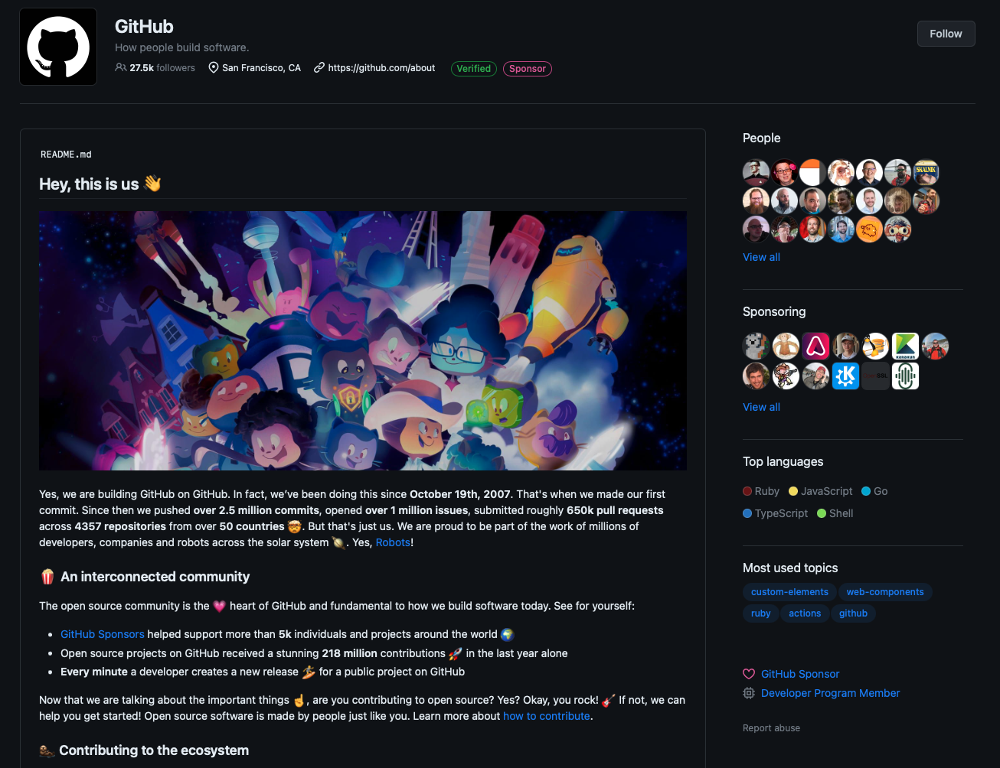 GitHub
Follow
How people build software.
27.5k followers San Francisco, CA https://github.com/about Verified Sponsor
README.md
Hey, this is us 👋
Yes, we are building GitHub on GitHub. In fact, we’ve been doing this since October 19th, 2007. That's when we made our first
commit. Since then we pushed over 2.5 million commits, opened over 1 million issues, submitted roughly 650k pull requests
across 4357 repositories from over 50 countries 🤯. But that's just us. We are proud to be part of the work of millions of
developers, companies and robots across the solar system 🪐. Yes, Robots!
🍿 An interconnected community
The open source community is the 💗 heart of GitHub and fundamental to how we build software today. See for yourself:
• GitHub Sponsors helped support more than 5k individuals and projects around the world 🌍
• Open source projects on GitHub received a stunning 218 million contributions 🚀 in the last year alone
• Every minute a developer creates a new release 🏄 for a public project on GitHub
Now that we are talking about the important things ☝️, are you contributing to open source? Yes? Okay, you rock! 🎸 If not, we can
help you get started! Open source software is made by people just like you. Learn more about how to contribute.
🦦 Contributing to the ecosystem
People
SKALNIK
View all
Sponsoring
KARAKUN
SSL
View all
Top languages
Ruby JavaScript Go
TypeScript Shell
Most used topics
custom-elements web-components
ruby actions github
GitHub Sponsor
Developer Program Member
Report abuse